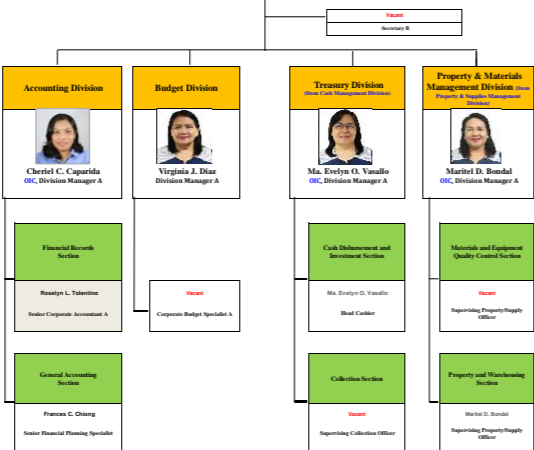 Vacant
Secretary B
Accounting Division
Cheriel C. Caparida
OIC, Division Manager A
Budget Division
Virginia J. Diaz
Division Manager A
Treasury Division
(from Cash Management Division)
Ma. Evelyn O. Vasallo
OIC, Division Manager A
Property & Materials
Management Division (from
Property & Supplies Management
Division)
Maritel D. Bondal
OIC, Division Manager A
Financial Records
Section
Roselyn L. Tolentino
Senior Corporate Accountant A
Vacant
Corporate Budget Specialist A
Cash Disbursement and
Investment Section
Ma. Evelyn O. Vasallo
Head Cashier
Materials and Equipment
Quality Control Section
Vacant
Supervising Property/Supply
Officer
General Accounting
Section
Frances C. Chiong
Senior Financial Planning Specialist
Collection Section
Vacant
Supervising Collection Officer
Property and Warehousing
Section
Maritel D. Bondal
Supervising Property/Supply
Officer